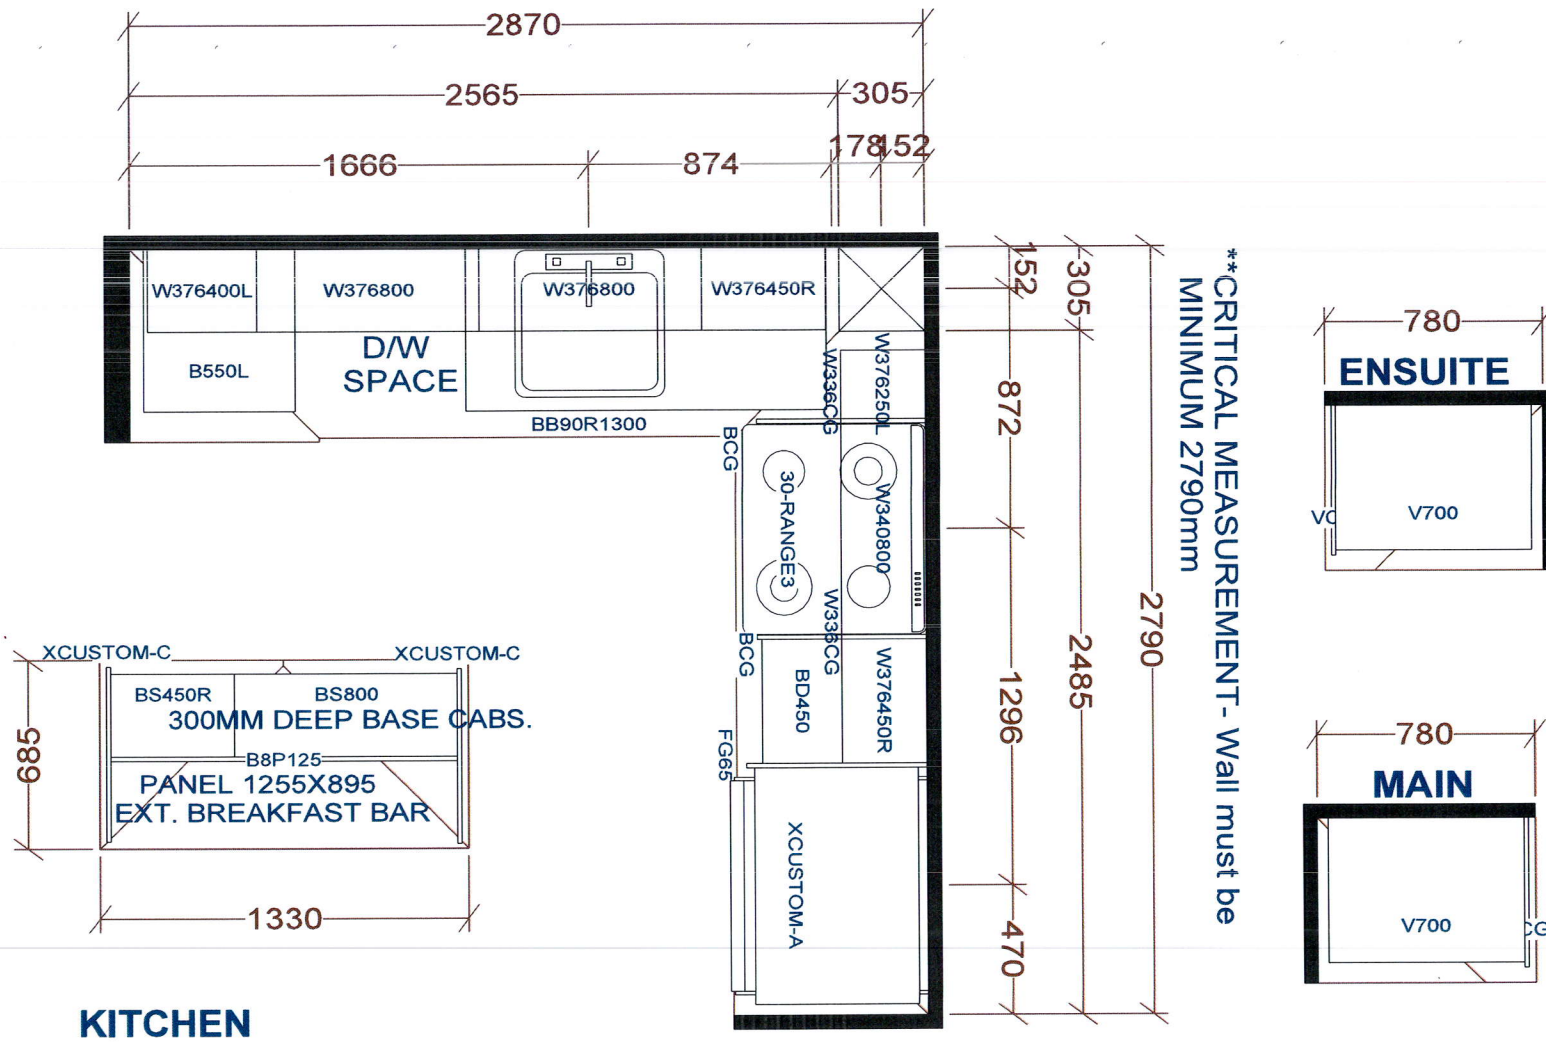 2870
2565
305
1666
874
178
152
W376400L
W376800
W376800
W376450R
B550L
D/W
SPACE
BB90R1300
W336CG
W376250L
BCG
30-RANGE3
W340800
BCG
W336CG
BD450
W376450R
FG65
XCUSTOM-A
152
305
872
1296
470
2485
2790
**CRITICAL MEASUREMENT- Wall must be
MINIMUM 2790mm
780
ENSUITE
V700
780
MAIN
V700
CG
XCUSTOM-C
XCUSTOM-C
BS450R
BS800
300MM DEEP BASE CABS.
B8P125
PANEL 1255X895
EXT. BREAKFAST BAR
685
1330
KITCHEN